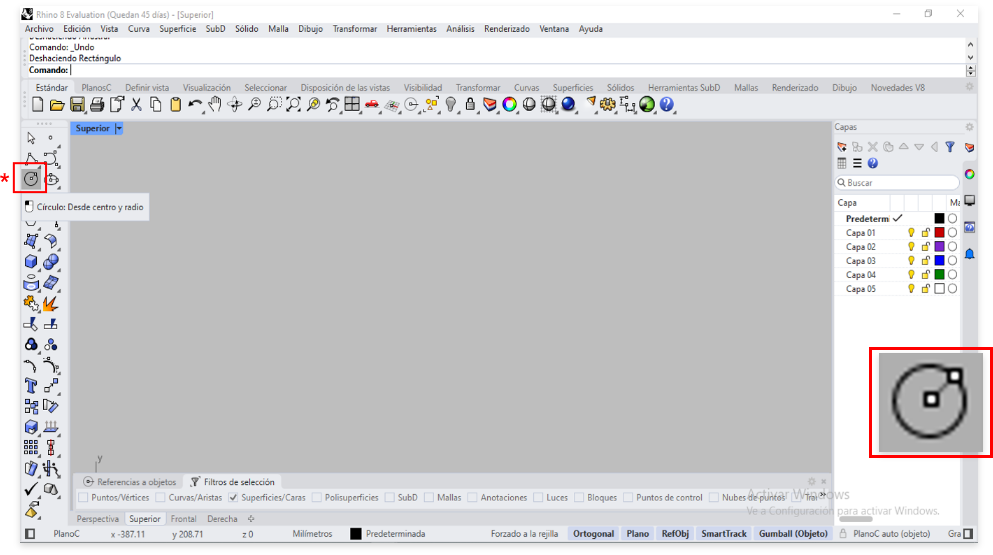 Rhino 8 Evaluation (Quedan 45 días) - [Superior]
Archivo Edición Vista Curva Superficie SubD Sólido Malla Dibujo Transformar Herramientas Análisis Renderizado Ventana Ayuda
Comando: _Undo
Deshaciendo Rectángulo
Comando:
Estándar PlanosC Definir vista Visualización Seleccionar Disposición de las vistas Visibilidad Transformar Curvas Superficies Sólidos Herramientas SubD Mallas Renderizado Dibujo Novedades V8
Superior
Capas
*
Buscar
Círculo: Desde centro y radio
Capa Ma
Predeterm
Capa 01
Capa 02
Capa 03
Capa 04
Capa 05
y
Referencias a objetos Filtros de selección
Puntos/Vértices Curvas/Aristas Superficies/Caras Polisuperficies SubD Mallas Anotaciones Luces Bloques Puntos de control Nubes de puntos
Activar Windows
Ve a Configuración para activar Windows.
Perspectiva Superior Frontal Derecha
PlanoC x -387.11 y 208.71 z 0 Milímetros Predeterminada Forzado a la rejilla Ortogonal Plano RefObj SmartTrack Gumball (Objeto) PlanoC auto (objeto) Gra